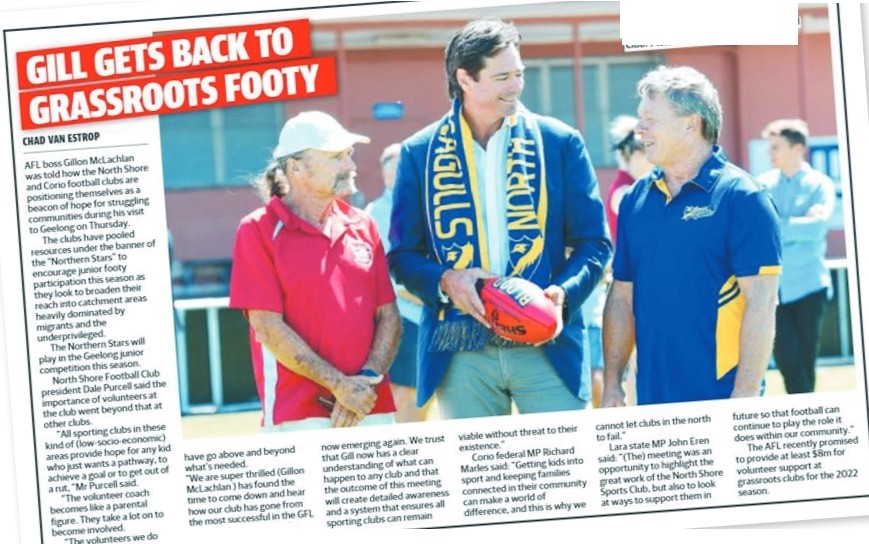 GILL GETS BACK TO
GRASSROOTS FOOTY
CHAD VAN ESTROP
AFL boss Gillon McLachlan
was told how the North Shore
and Corio football clubs are
positioning themselves as a
beacon of hope for struggling
communities during his visit
to Geelong on Thursday.
The clubs have pooled
resources under the banner of
the "Northern Stars" to
encourage junior footy
participation this season as
they look to broaden their
reach into catchment areas
heavily dominated by
migrants and the
underprivileged.
The Northern Stars will
play in the Geelong junior
competition this season.
North Shore Football Club
president Dale Purcell said the
importance of volunteers at
the club went beyond that at
other clubs.
"All sporting clubs in these
kind of (low-socio-economic)
areas provide hope for any kid
who just wants a pathway, to
achieve a goal or to get out of
a rut," Mr Purcell said.
"The volunteer coach
becomes like a parental
figure. They take a lot on to
become involved.
"The volunteers we do
have go above and beyond
what's needed.
"We are super thrilled (Gillon
McLachlan) has found the
time to come down and hear
how our club has gone from
the most successful in the GFL
now emerging again. We trust
that Gill now has a clear
understanding of what can
happen to any club and that
the outcome of this meeting
will create detailed awareness
and a system that ensures all
sporting clubs can remain
viable without threat to their
existence."
Corio federal MP Richard
Marles said: "Getting kids into
sport and keeping families
connected in their community
can make a world of
difference, and this is why we
cannot let clubs in the north
to fail."
Lara state MP John Eren
said: "(The) meeting was an
opportunity to highlight the
great work of the North Shore
Sports Club, but also to look
at ways to support them in
future so that football can
continue to play the role it
does within our community."
The AFL recently promised
to provide at least $8m for
volunteer support at
grassroots clubs for the 2022
season.
SEAGULLS
NORTH